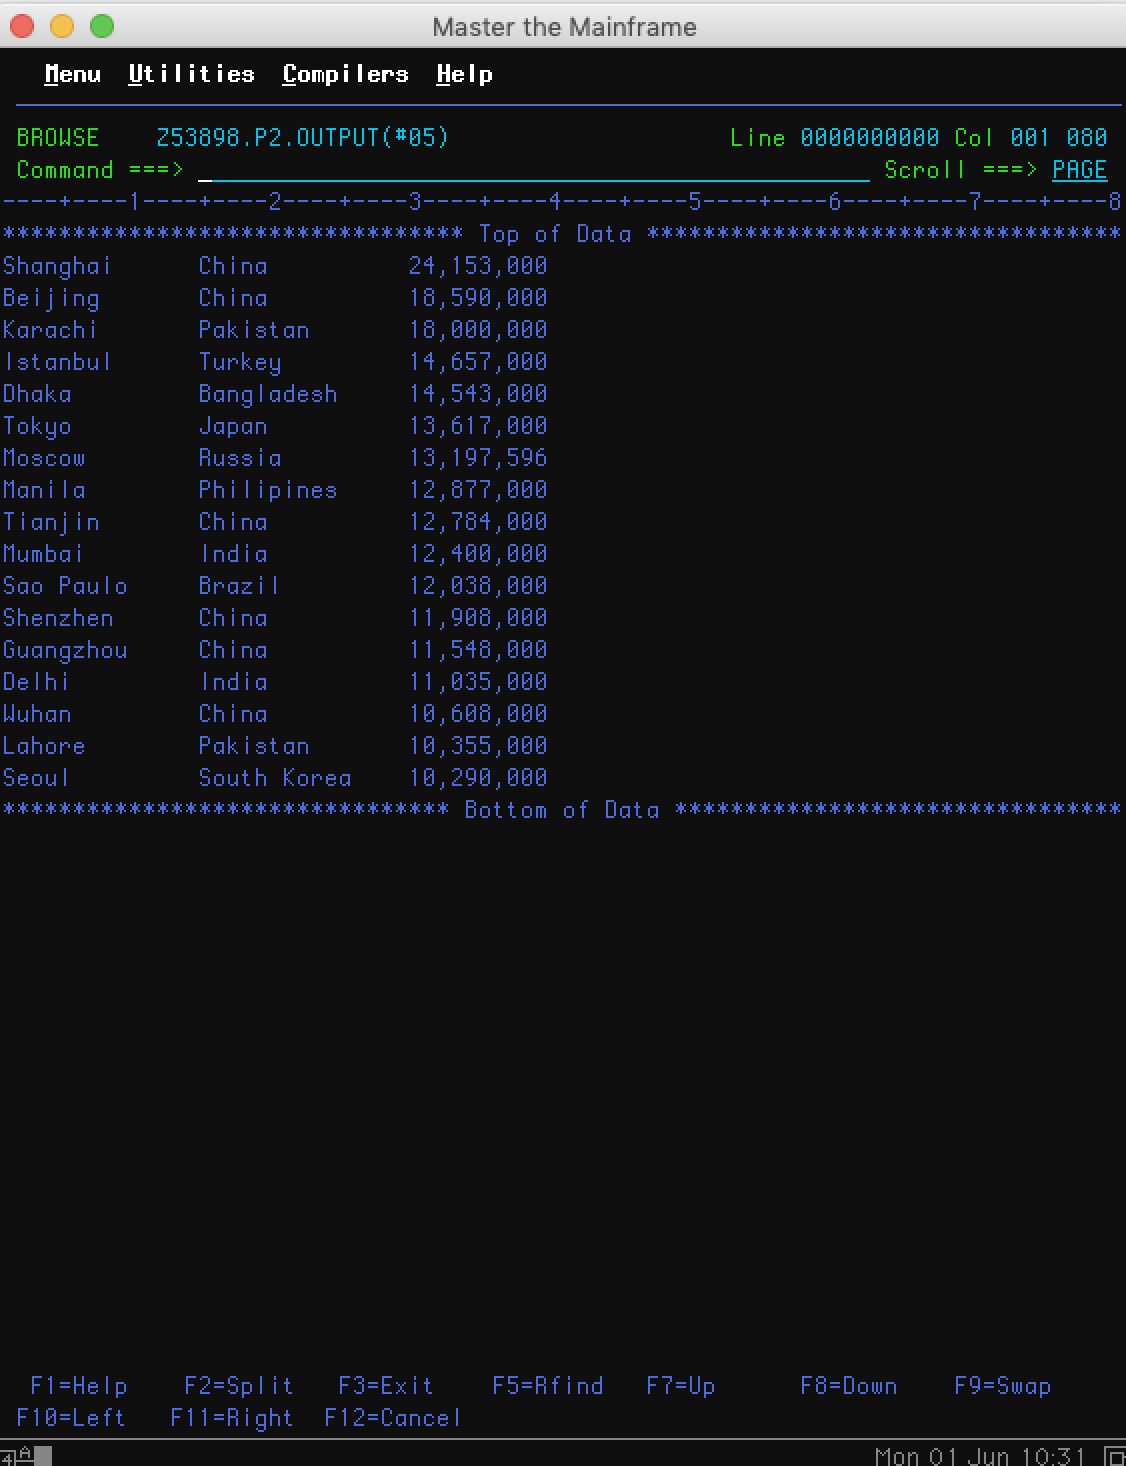 Master the Mainframe
Menu  Utilities  Compilers  Help
BROWSE    Z53898.P2.OUTPUT(#05)                    Line 0000000000 Col 001 080
Command ===>                                                  Scroll ===> PAGE
----+----1----+----2----+----3----+----4----+----5----+----6----+----7----+----8
********************************* Top of Data **********************************
Shanghai      China          24,153,000
Beijing       China          18,590,000
Karachi       Pakistan       18,000,000
Istanbul      Turkey         14,657,000
Dhaka         Bangladesh     14,543,000
Tokyo         Japan          13,617,000
Moscow        Russia         13,197,596
Manila        Philipines     12,877,000
Tianjin       China          12,784,000
Mumbai        India          12,400,000
Sao Paulo     Brazil         12,038,000
Shenzhen      China          11,908,000
Guangzhou     China          11,548,000
Delhi         India          11,035,000
Wuhan         China          10,608,000
Lahore        Pakistan       10,355,000
Seoul         South Korea    10,290,000
******************************** Bottom of Data ********************************
F1=Help    F2=Split   F3=Exit    F5=Rfind   F7=Up      F8=Down    F9=Swap
F10=Left   F11=Right  F12=Cancel
4 A Mon 01 Jun 10:31